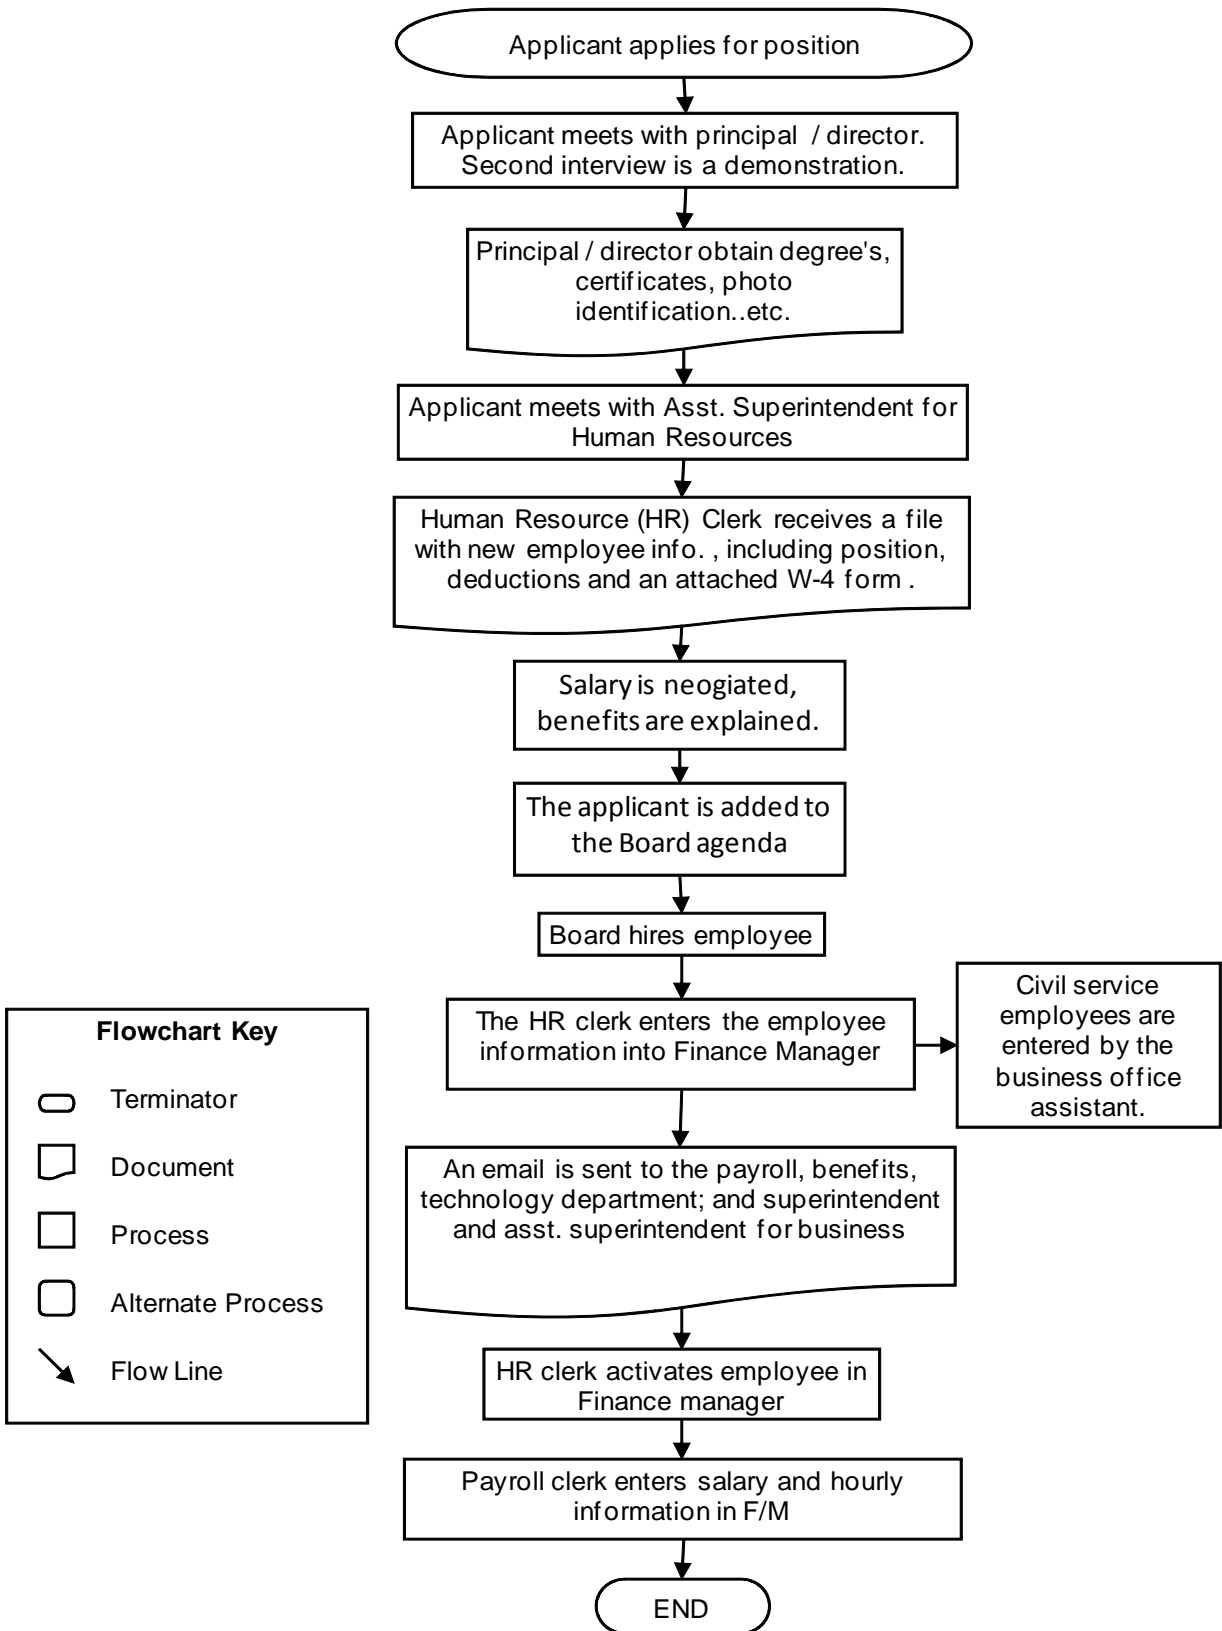 Applicant applies for position
Applicant meets with principal / director.
Second interview is a demonstration.
Principal / director obtain degree's,
certificates, photo
identification..etc.
Applicant meets with Asst. Superintendent for
Human Resources
Human Resource (HR) Clerk receives a file
with new employee info. , including position,
deductions and an attached W-4 form .
Salary is neogiated,
benefits are explained.
The applicant is added to
the Board agenda
Board hires employee
The HR clerk enters the employee
information into Finance Manager
Civil service
employees are
entered by the
business office
assistant.
An email is sent to the payroll, benefits,
technology department; and superintendent
and asst. superintendent for business
HR clerk activates employee in
Finance manager
Payroll clerk enters salary and hourly
information in F/M
END
Flowchart Key
Terminator
Document
Process
Alternate Process
Flow Line